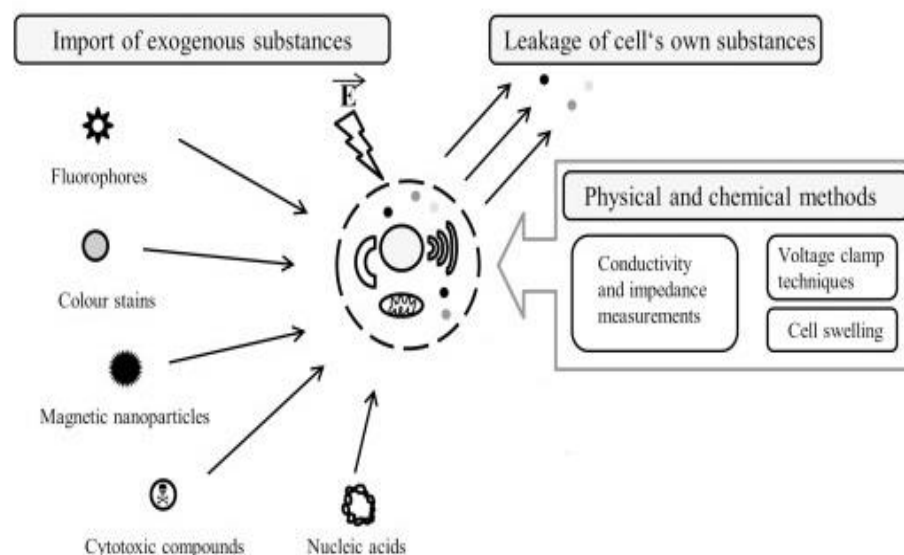 Import of exogenous substances
Leakage of cell‘s own substances
E
Fluorophores
Colour stains
Magnetic nanoparticles
Cytotoxic compounds
Nucleic acids
Physical and chemical methods
Conductivity
and impedance
measurements
Voltage clamp
techniques
Cell swelling